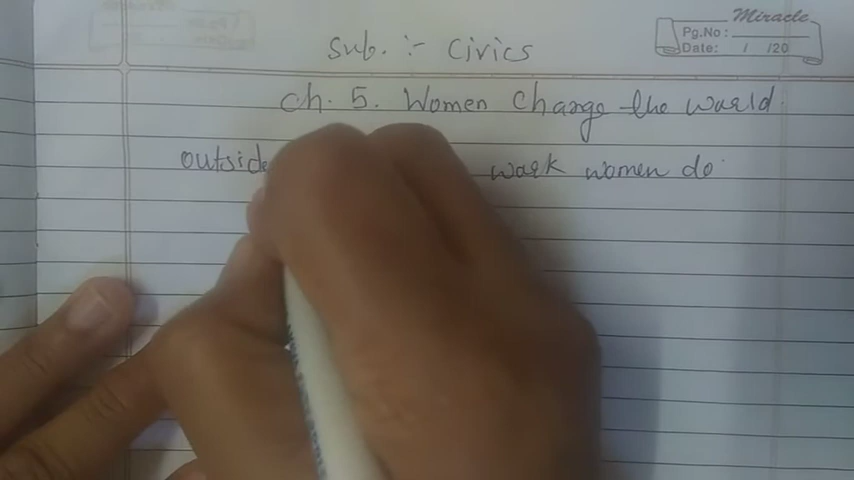 Miracle
Pg.No :
Date: / /20
Sub. :- Civics
Ch. 5. Women Change the World
outside work women do